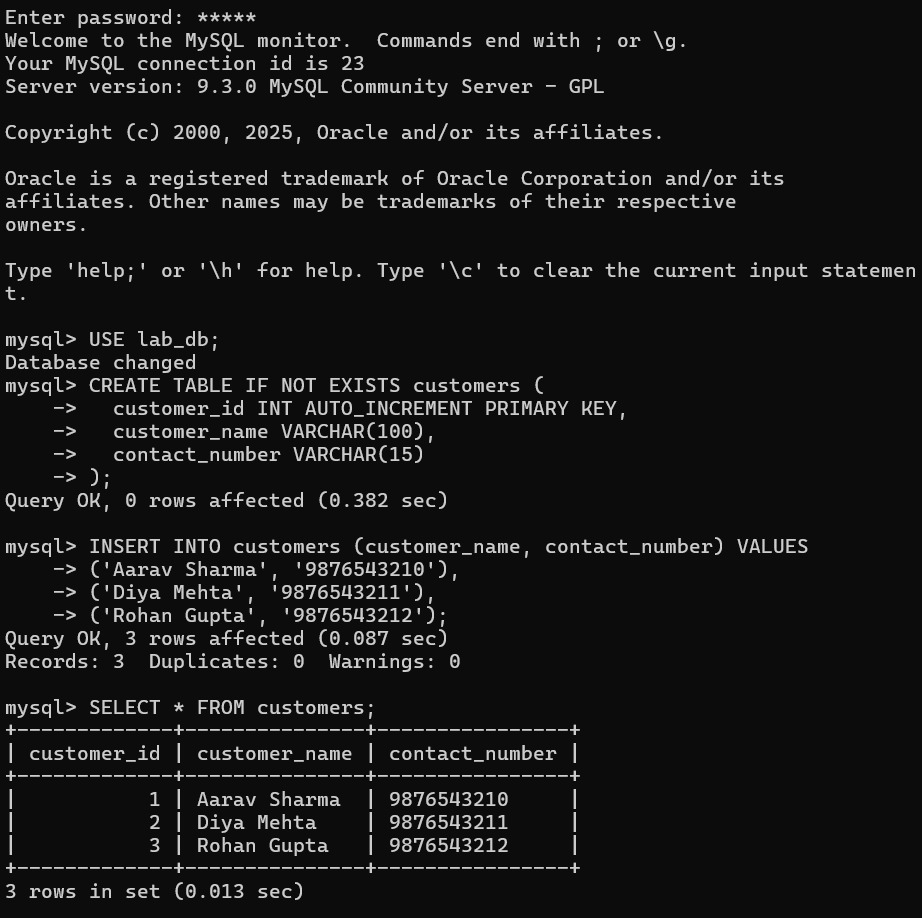 Enter password: *****
Welcome to the MySQL monitor.  Commands end with ; or \g.
Your MySQL connection id is 23
Server version: 9.3.0 MySQL Community Server - GPL

Copyright (c) 2000, 2025, Oracle and/or its affiliates.

Oracle is a registered trademark of Oracle Corporation and/or its
affiliates. Other names may be trademarks of their respective
owners.

Type 'help;' or '\h' for help. Type '\c' to clear the current input statemen
t.

mysql> USE lab_db;
Database changed
mysql> CREATE TABLE IF NOT EXISTS customers (
    ->   customer_id INT AUTO_INCREMENT PRIMARY KEY,
    ->   customer_name VARCHAR(100),
    ->   contact_number VARCHAR(15)
    -> );
Query OK, 0 rows affected (0.382 sec)

mysql> INSERT INTO customers (customer_name, contact_number) VALUES
    -> ('Aarav Sharma', '9876543210'),
    -> ('Diya Mehta', '9876543211'),
    -> ('Rohan Gupta', '9876543212');
Query OK, 3 rows affected (0.087 sec)
Records: 3  Duplicates: 0  Warnings: 0

mysql> SELECT * FROM customers;
+-------------+---------------+----------------+
| customer_id | customer_name | contact_number |
+-------------+---------------+----------------+
|           1 | Aarav Sharma  | 9876543210     |
|           2 | Diya Mehta    | 9876543211     |
|           3 | Rohan Gupta   | 9876543212     |
+-------------+---------------+----------------+
3 rows in set (0.013 sec)